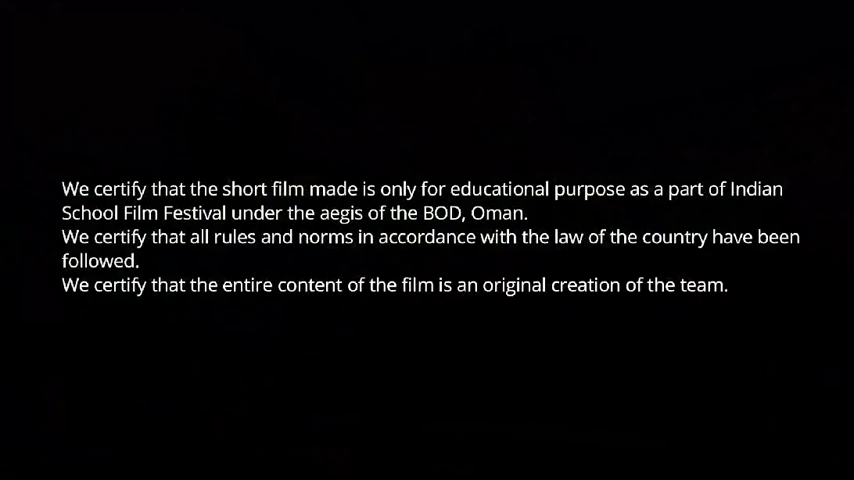 We certify that the short film made is only for educational purpose as a part of Indian
School Film Festival under the aegis of the BOD, Oman.
We certify that all rules and norms in accordance with the law of the country have been
followed.
We certify that the entire content of the film is an original creation of the team.